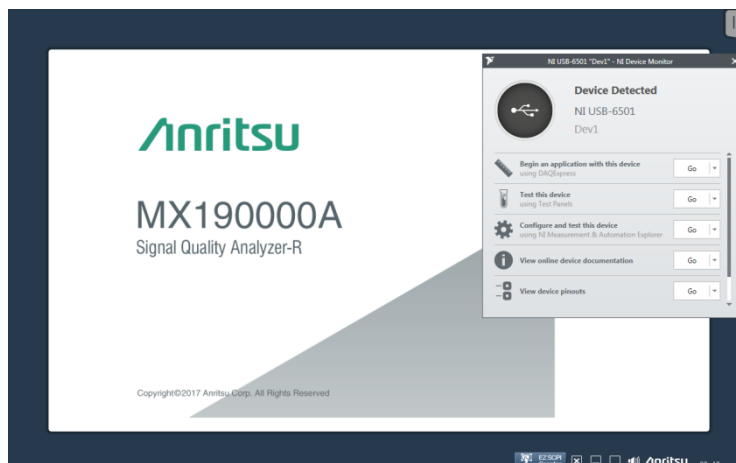 Anritsu
MX190000A
Signal Quality Analyzer-R
Copyright©2017 Anritsu Corp. All Rights Reserved
NI USB-6501 "Dev1" - NI Device Monitor
Device Detected
NI USB-6501
Dev1
Begin an application with this device
using DAQExpress
Go
Test this device
using Test Panels
Go
Configure and test this device
using NI Measurement & Automation Explorer
Go
View online device documentation
Go
View device pinouts
Go
EZ SCPI
Anritsu